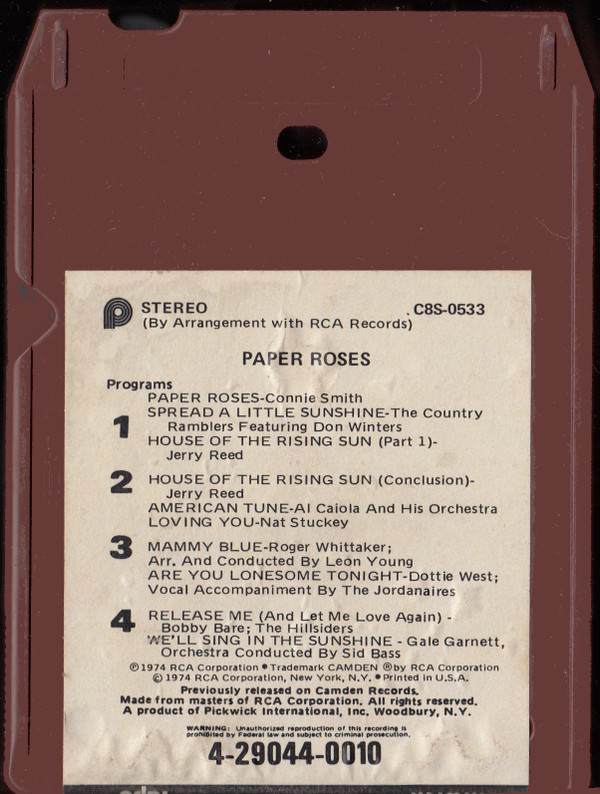 STEREO C8S-0533
(By Arrangement with RCA Records)
PAPER ROSES
Programs
1 PAPER ROSES-Connie Smith
SPREAD A LITTLE SUNSHINE-The Country
Ramblers Featuring Don Winters
HOUSE OF THE RISING SUN (Part 1)-
Jerry Reed
2 HOUSE OF THE RISING SUN (Conclusion)-
Jerry Reed
AMERICAN TUNE-Al Caiola And His Orchestra
LOVING YOU-Nat Stuckey
3 MAMMY BLUE-Roger Whittaker;
Arr. And Conducted By Leon Young
ARE YOU LONESOME TONIGHT-Dottie West;
Vocal Accompaniment By The Jordanaires
4 RELEASE ME (And Let Me Love Again) -
Bobby Bare; The Hillsiders
WE'LL SING IN THE SUNSHINE - Gale Garnett,
Orchestra Conducted By Sid Bass
℗1974 RCA Corporation ● Trademark CAMDEN ® by RCA Corporation
© 1974 RCA Corporation, New York, N.Y. ● Printed in U.S.A.
Previously released on Camden Records.
Made from masters of RCA Corporation. All rights reserved.
A product of Pickwick International, Inc. Woodbury, N.Y.
WARNING: Unauthorized reproduction of this recording is
prohibited by Federal law and subject to criminal prosecution.
4-29044-0010